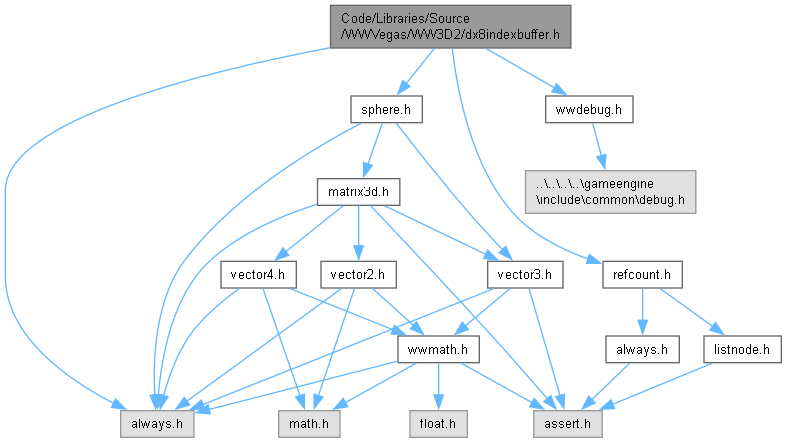 Code/Libraries/Source
/WWVegas/WW3D2/dx8indexbuffer.h
sphere.h
wwdebug.h
matrix3d.h
..\..\..\..\gameengine
\include\common\debug.h
vector4.h
vector2.h
vector3.h
refcount.h
wwmath.h
always.h
listnode.h
always.h
math.h
float.h
assert.h